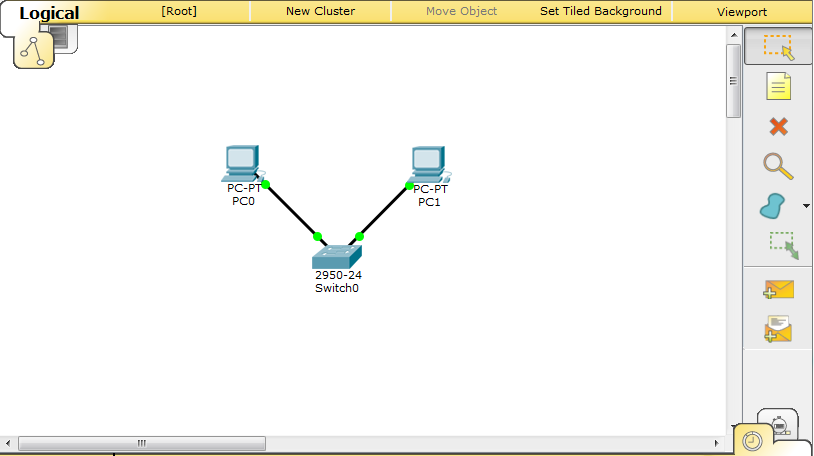 Logical
[Root]
New Cluster
Move Object
Set Tiled Background
Viewport
PC-PT
PC0
PC-PT
PC1
2950-24
Switch0